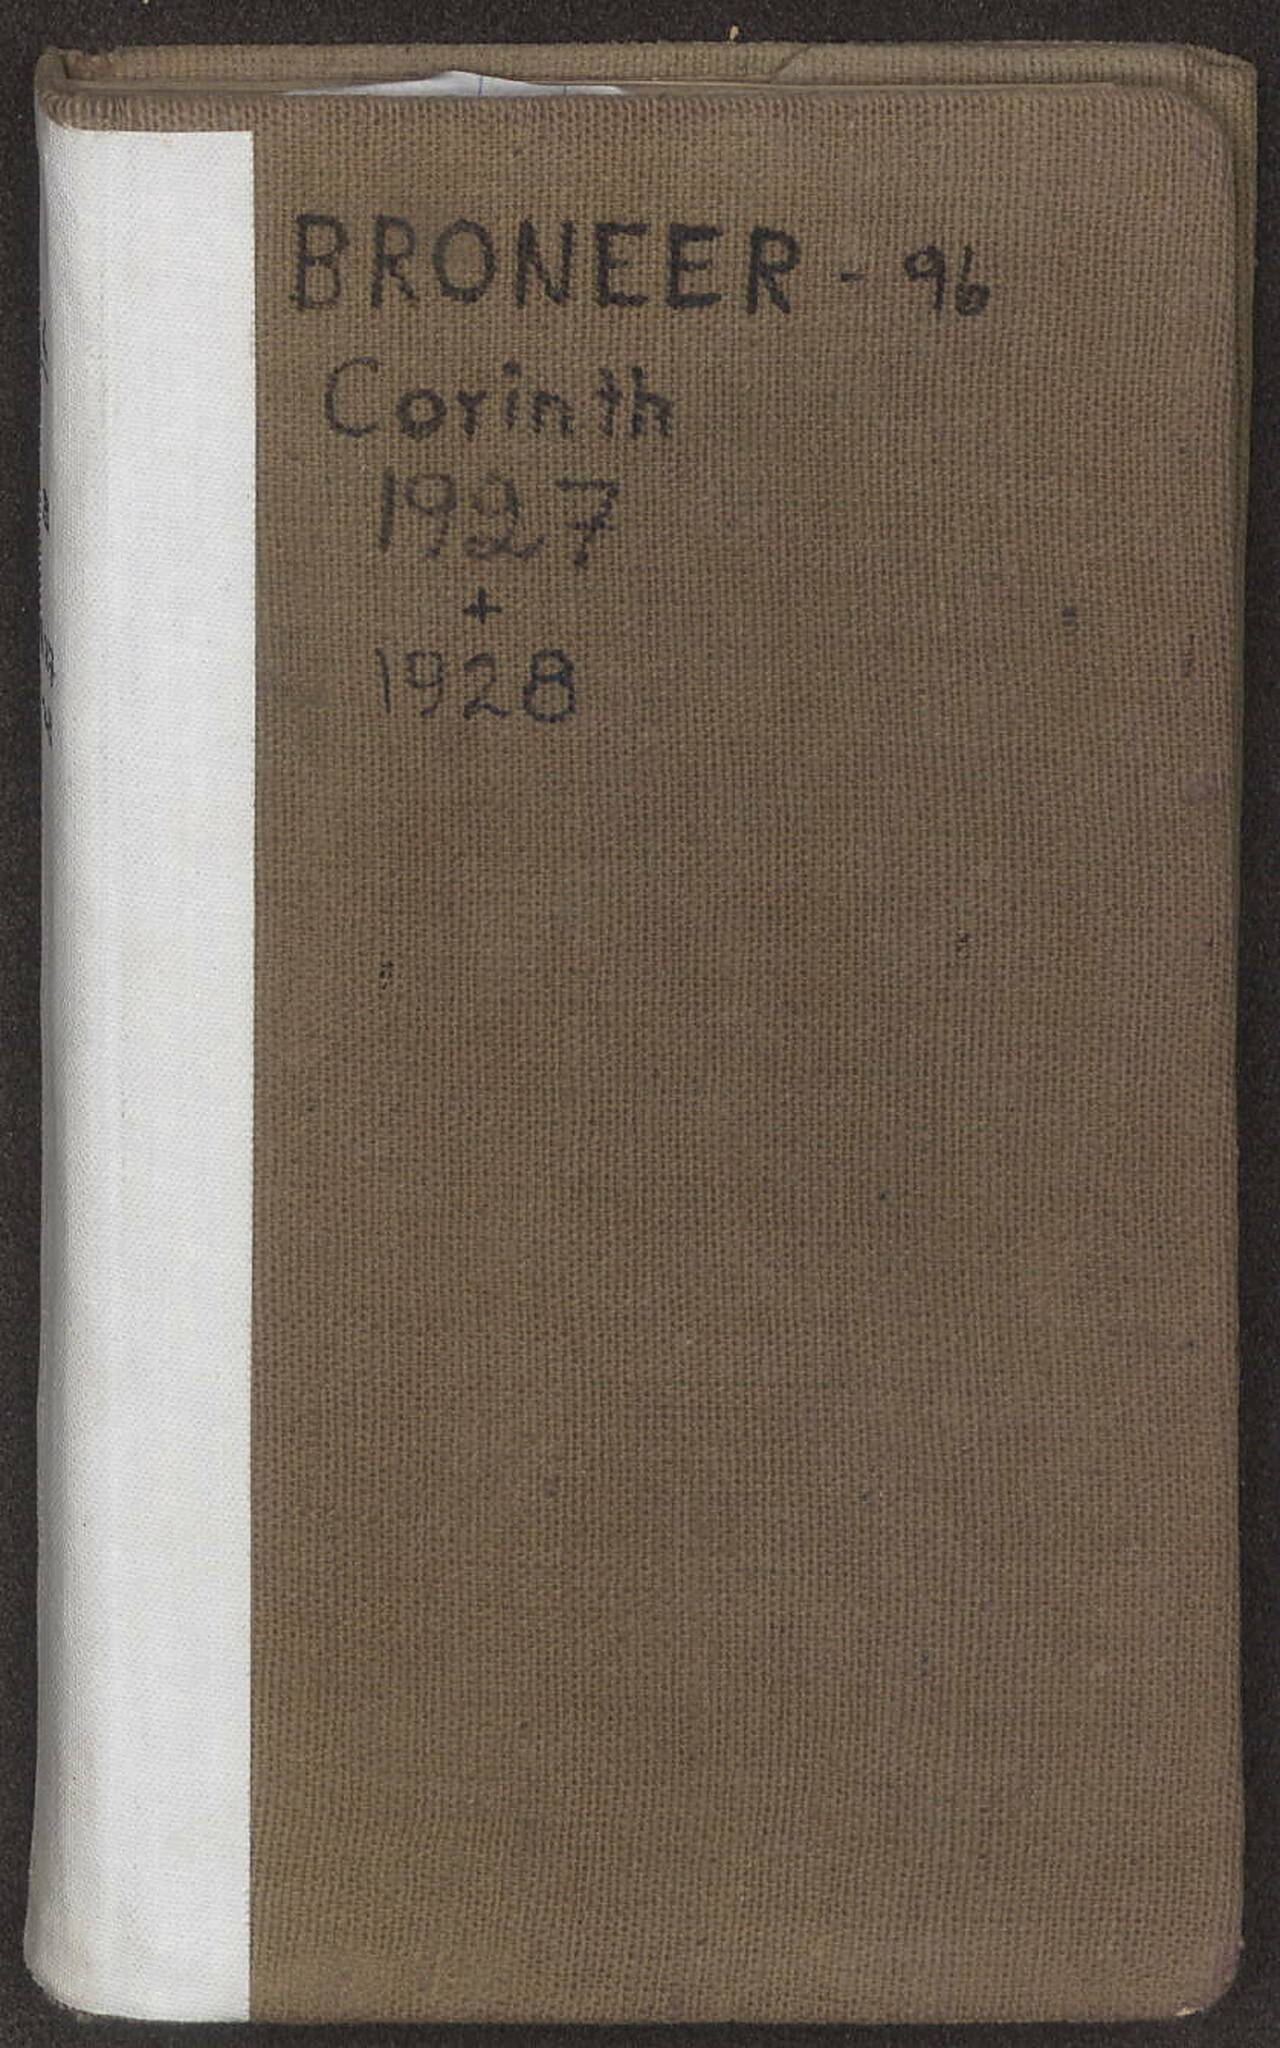 BRONEER - 96
Corinth
1927
+
1928